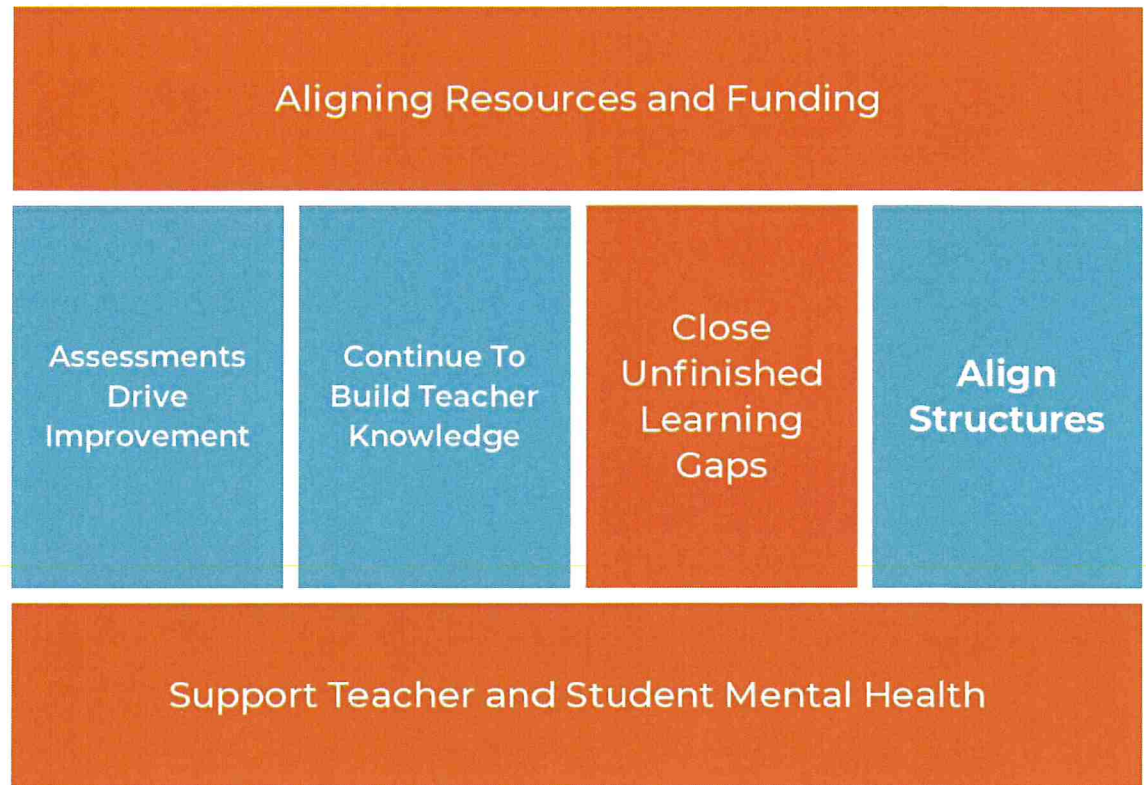 Aligning Resources and Funding
Assessments
Drive
Improvement
Continue To
Build Teacher
Knowledge
Close
Unfinished
Learning
Gaps
Align
Structures
Support Teacher and Student Mental Health